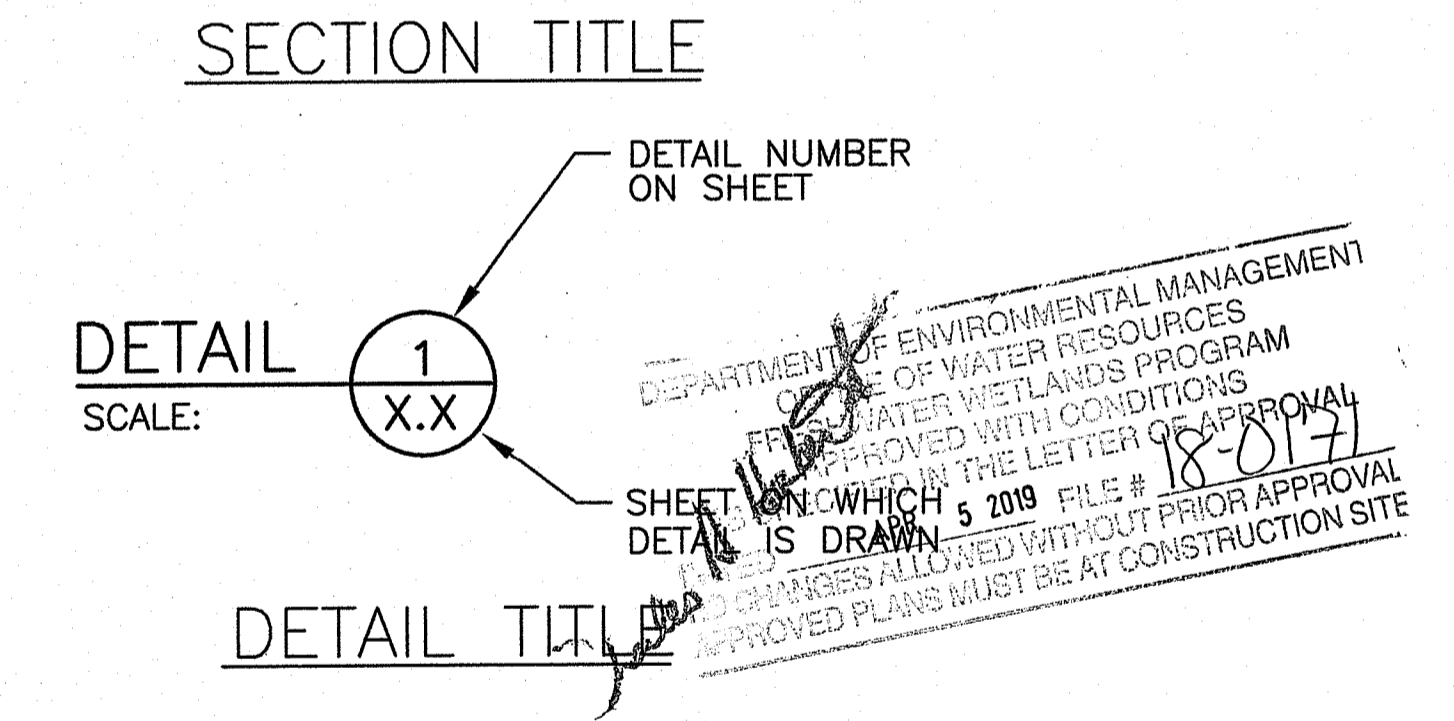 SECTION TITLE
DETAIL NUMBER
ON SHEET
DETAIL
1
X.X
SCALE:
SHEET ON WHICH
DETAIL IS DRAWN
DETAIL TITLE
DEPARTMENT OF ENVIRONMENTAL MANAGEMENT
OF WATER RESOURCES
WETLANDS PROGRAM
APPROVED WITH CONDITIONS
IN THE LETTER OF APPROVAL
APR 5 2019 FILE # 18-0171
CHANGES ALLOWED WITHOUT PRIOR APPROVAL
APPROVED PLANS MUST BE AT CONSTRUCTION SITE